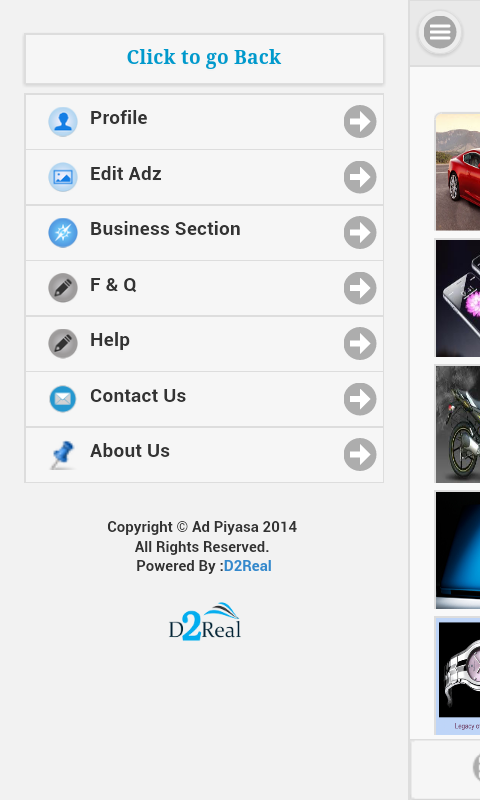 Click to go Back
Profile
Edit Adz
Business Section
F & Q
Help
Contact Us
About Us
Copyright © Ad Piyasa 2014
All Rights Reserved.
Powered By :D2Real
D2Real
Legacy o